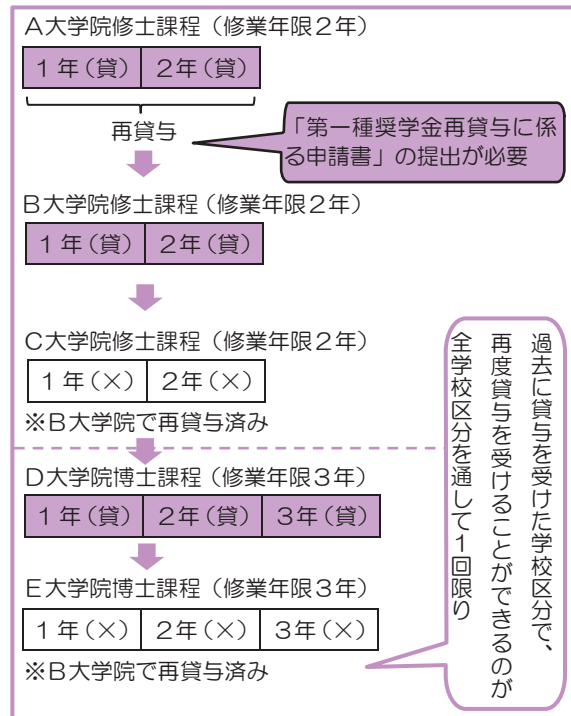 A大学院修士課程（修業年限2年）
1年(貸) 2年(貸)
再貸与
「第一種奨学金再貸与に係
る申請書」の提出が必要
B大学院修士課程（修業年限2年）
1年(貸) 2年(貸)
C大学院修士課程（修業年限2年）
1年(×) 2年(×)
※B大学院で再貸与済み
D大学院博士課程（修業年限3年）
1年(貸) 2年(貸) 3年(貸)
E大学院博士課程（修業年限3年）
1年(×) 2年(×) 3年(×)
※B大学院で再貸与済み
過去に貸与を受けた学校区分で、
再度貸与を受けることができるのが
全学校区分を通して1回限り